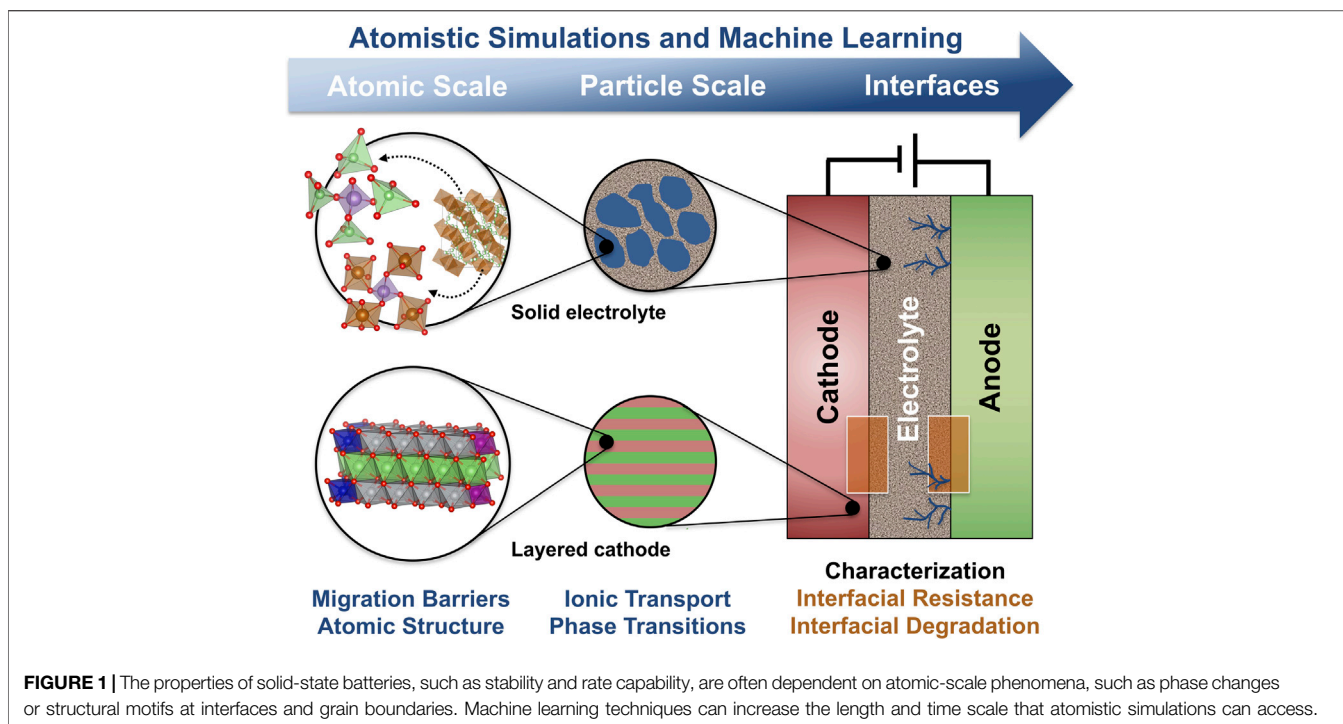 Atomistic Simulations and Machine Learning
Atomic Scale
Particle Scale
Interfaces
Solid electrolyte
Cathode
Electrolyte
Anode
Layered cathode
Migration Barriers
Atomic Structure
Ionic Transport
Phase Transitions
Characterization
Interfacial Resistance
Interfacial Degradation
FIGURE 1 | The properties of solid-state batteries, such as stability and rate capability, are often dependent on atomic-scale phenomena, such as phase changes
or structural motifs at interfaces and grain boundaries. Machine learning techniques can increase the length and time scale that atomistic simulations can access.